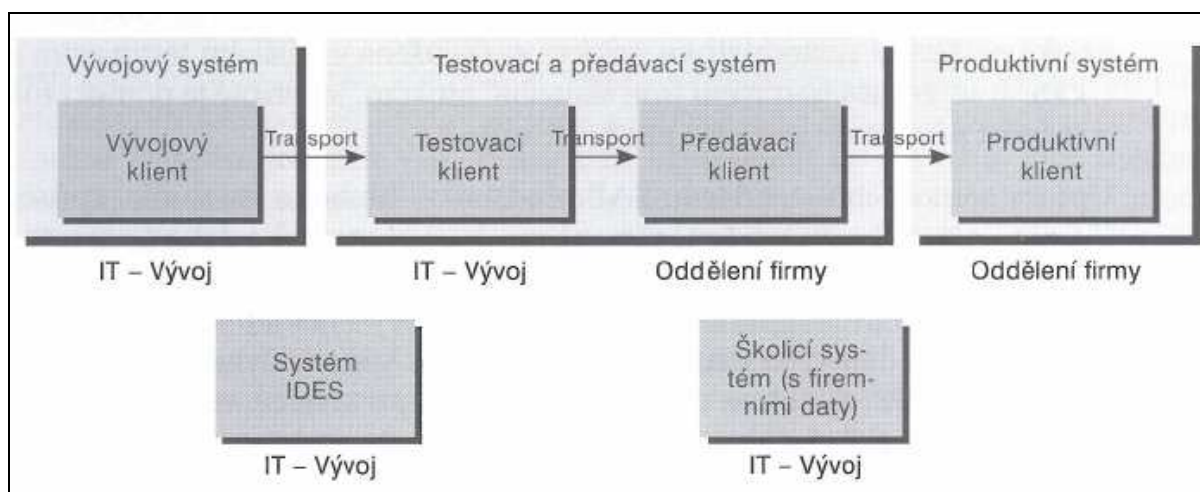 Vývojový systém
Testovací a předávací systém
Produktivní systém
Vývojový
klient
Transport
Testovací
klient
Transport
Předávací
klient
Transport
Produktivní
klient
IT – Vývoj
IT – Vývoj
Oddělení firmy
Oddělení firmy
Systém
IDES
Školicí sys-
tém (s firem-
ními daty)
IT – Vývoj
IT – Vývoj